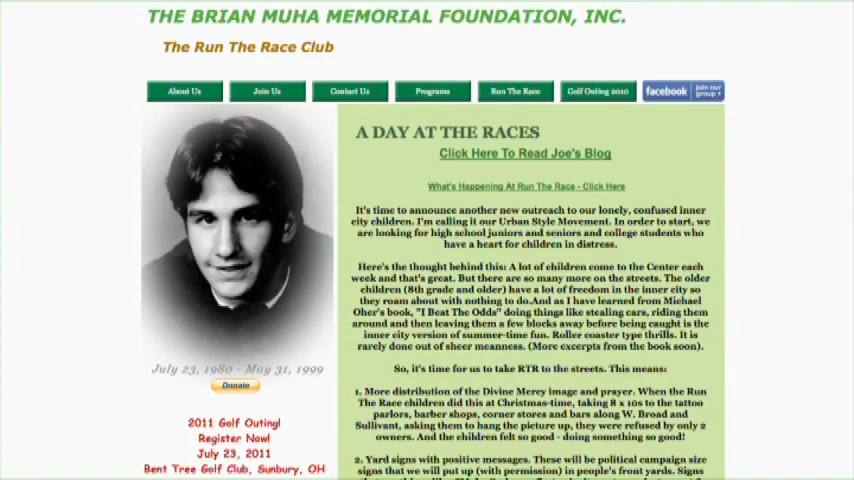 THE BRIAN MUHA MEMORIAL FOUNDATION, INC.
The Run The Race Club
About Us
Join Us
Contact Us
Programs
Run The Race
Golf Outing 2010
facebook
join our
group +
July 23, 1980 - May 31, 1999
Donate
2011 Golf Outing!
Register Now!
July 23, 2011
Bent Tree Golf Club, Sunbury, OH
A DAY AT THE RACES
Click Here To Read Joe's Blog
What's Happening At Run The Race - Click Here
It's time to announce another new outreach to our lonely, confused inner
city children. I'm calling it our Urban Style Movement. In order to start, we
are looking for high school juniors and seniors and college students who
have a heart for children in distress.
Here's the thought behind this: A lot of children come to the Center each
week and that's great. But there are so many more on the streets. The older
children (8th grade and older) have a lot of freedom in the inner city so
they roam about with nothing to do.And as I have learned from Michael
Oher's book, "I Beat The Odds" doing things like stealing cars, riding them
around and then leaving them a few blocks away before being caught is the
inner city version of summer-time fun. Roller coaster type thrills. It is
rarely done out of sheer meanness. (More excerpts from the book soon).
So, it's time for us to take RTR to the streets. This means:
1. More distribution of the Divine Mercy image and prayer. When the Run
The Race children did this at Christmas-time, taking 8 x 10s to the tattoo
parlors, barber shops, corner stores and bars along W. Broad and
Sullivant, asking them to hang the picture up, they were refused by only 2
owners. And the children felt so good - doing something so good!
2. Yard signs with positive messages. These will be political campaign size
signs that we will put up (with permission) in people's front yards. Signs